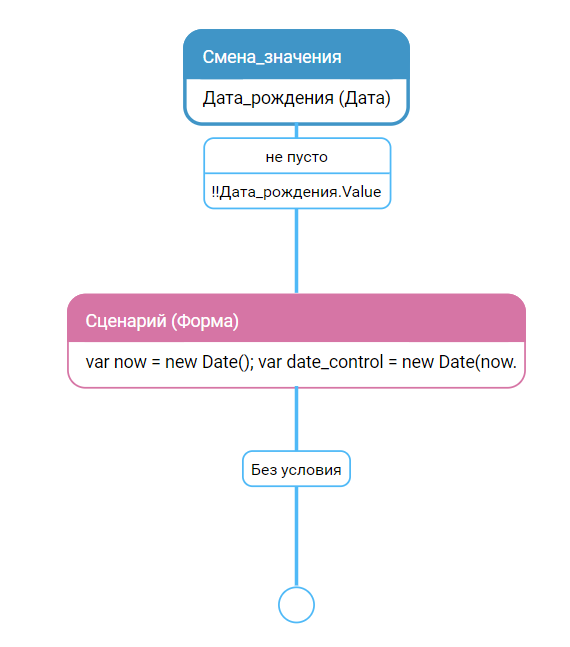 Смена_значения
Дата_рождения (Дата)
не пусто
!!Дата_рождения.Value
Сценарий (Форма)
var now = new Date(); var date_control = new Date(now.
Без условия